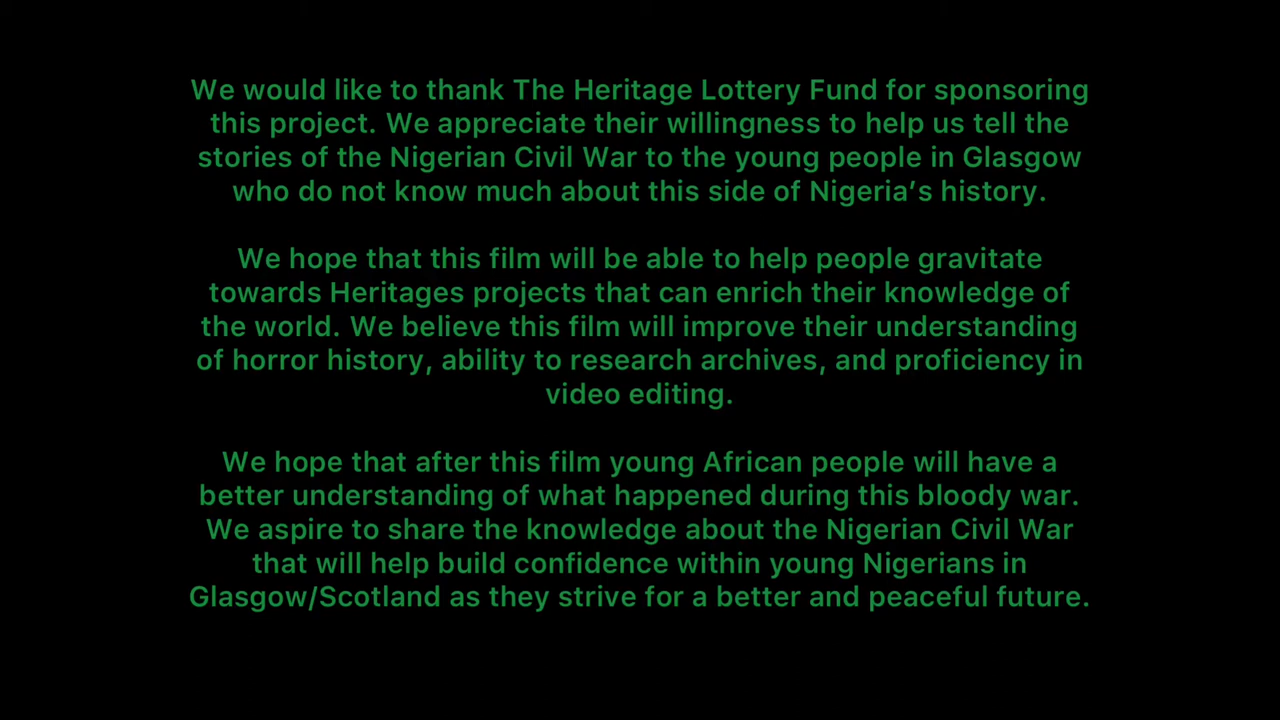 We would like to thank The Heritage Lottery Fund for sponsoring
this project. We appreciate their willingness to help us tell the
stories of the Nigerian Civil War to the young people in Glasgow
who do not know much about this side of Nigeria’s history.
We hope that this film will be able to help people gravitate
towards Heritages projects that can enrich their knowledge of
the world. We believe this film will improve their understanding
of horror history, ability to research archives, and proficiency in
video editing.
We hope that after this film young African people will have a
better understanding of what happened during this bloody war.
We aspire to share the knowledge about the Nigerian Civil War
that will help build confidence within young Nigerians in
Glasgow/Scotland as they strive for a better and peaceful future.